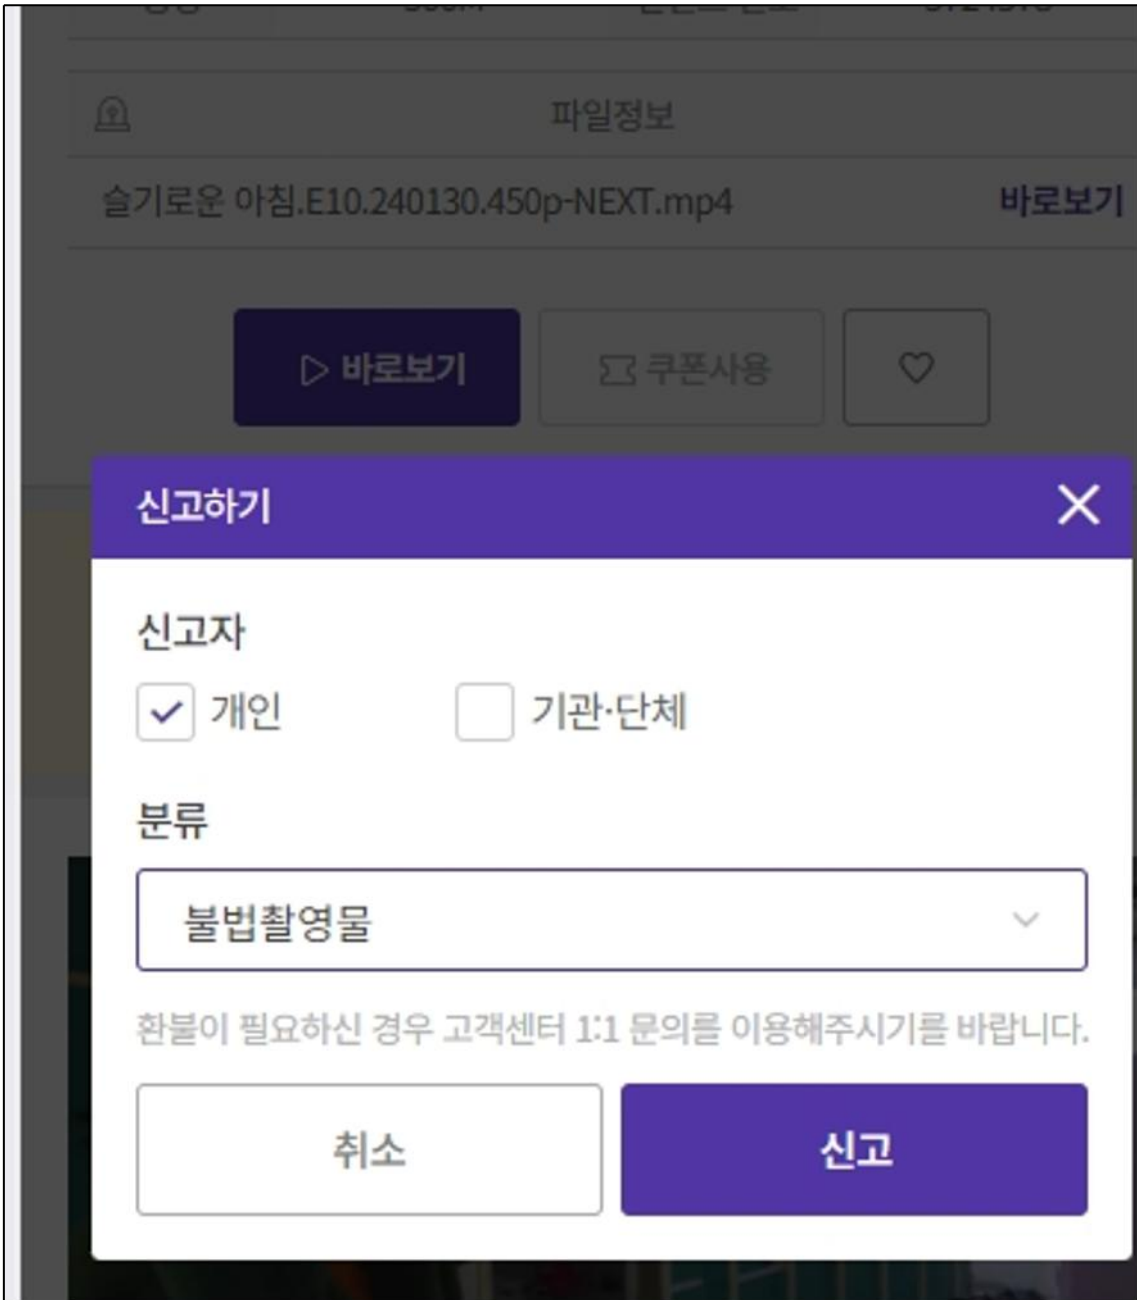 파일정보
슬기로운 아침.E10.240130.450p-NEXT.mp4 바로보기
바로보기 쿠폰사용
신고하기
신고자
개인 기관·단체
분류
불법촬영물
환불이 필요하신 경우 고객센터 1:1 문의를 이용해주시기를 바랍니다.
취소 신고